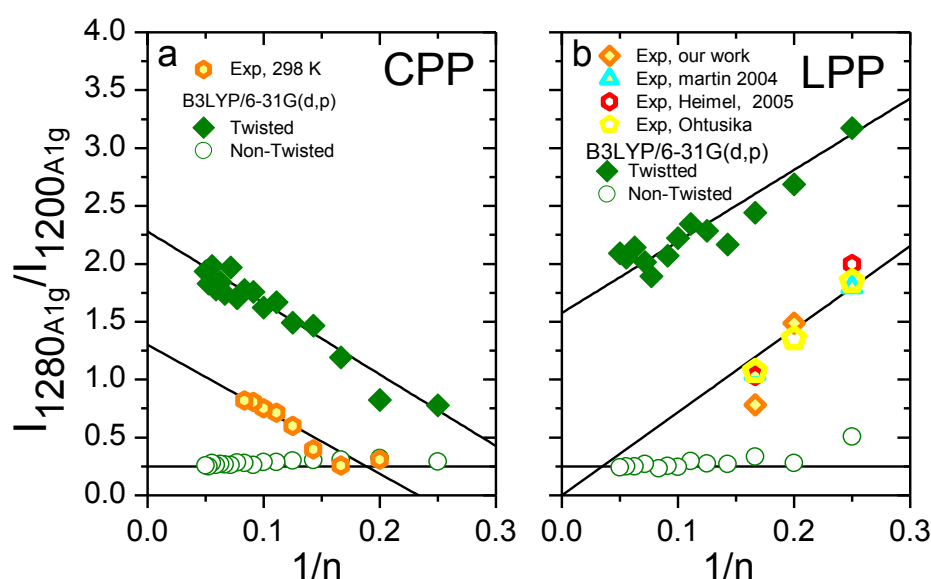 I1280A1g/I1200A1g
4.0
3.5
3.0
2.5
2.0
1.5
1.0
0.5
0.0
a
CPP
Exp, 298 K
B3LYP/6-31G(d,p)
Twisted
Non-Twisted
0.0 0.1 0.2 0.3
1/n
b
LPP
Exp, our work
Exp, martin 2004
Exp, Heimel, 2005
Exp, Ohtusika
B3LYP/6-31G(d,p)
Twistted
Non-Twisted
0.0 0.1 0.2 0.3
1/n